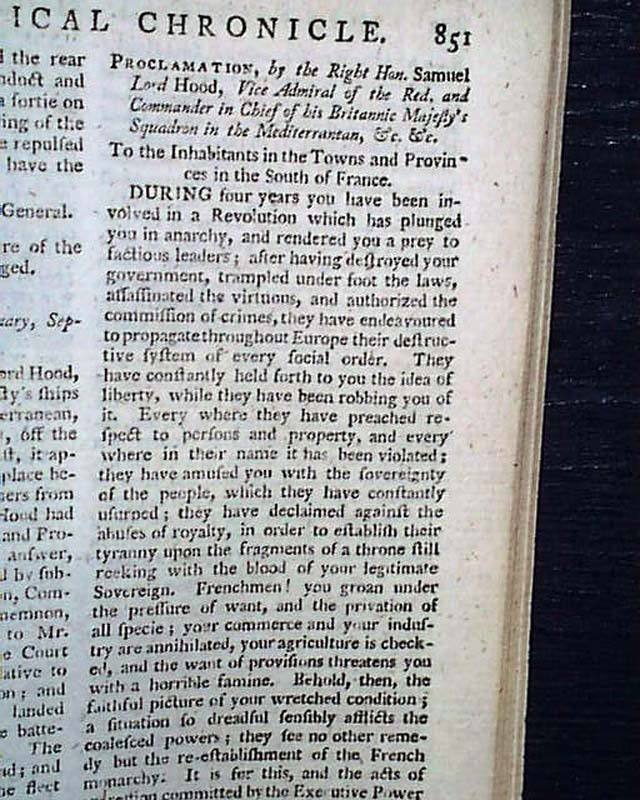 ICAL CHRONICLE. 851
the rear
nduct and
a ſortie on
ing of the
e repulſed
have the
General.
re of the
ged.
uary, Sep-
ord Hood,
ſty's ſhips
erranean,
, off the
ſt, it ap-
place be-
ners from
Hood had
and Pro-
anſwer,
d by ſub-
n, Com-
nemnon,
to Mr.
e Court
ative to
on ; and
landed
e batte-
The
nd; and
he fleet
PROCLAMATION, by the Right Hon. Samuel
Lord Hood, Vice Admiral of the Red, and
Commander in Chief of his Britannic Majeſty's
Squadron in the Mediterranean, &c. &c.
To the Inhabitants in the Towns and Provin-
ces in the South of France.
DURING four years you have been in-
volved in a Revolution which has plunged
you in anarchy, and rendered you a prey to
factious leaders ; after having deſtroyed your
government, trampled under foot the laws,
aſſaſſinated the virtuous, and authorized the
commiſſion of crimes, they have endeavoured
to propagate throughout Europe their deſtruc-
tive ſyſtem of every ſocial order. They
have conſtantly held forth to you the idea of
liberty, while they have been robbing you of
it. Every where they have preached re-
ſpect to perſons and property, and every
where in their name it has been violated ;
they have amuſed you with the ſovereignty
of the people, which they have conſtantly
uſurped ; they have declaimed againſt the
abuſes of royalty, in order to eſtabliſh their
tyranny upon the fragments of a throne ſtill
reeking with the blood of your legitimate
Sovereign. Frenchmen! you groan under
the preſſure of want, and the privation of
all ſpecie ; your commerce and your induſ-
try are annihilated, your agriculture is check-
ed, and the want of proviſions threatens you
with a horrible famine. Behold, then, the
faithful picture of your wretched condition ;
a ſituation ſo dreadful ſenſibly afflicts the
coaleſced powers ; they ſee no other reme-
dy but the re-eſtabliſhment of the French
monarchy. It is for this, and the acts of
committed by the Executive Power